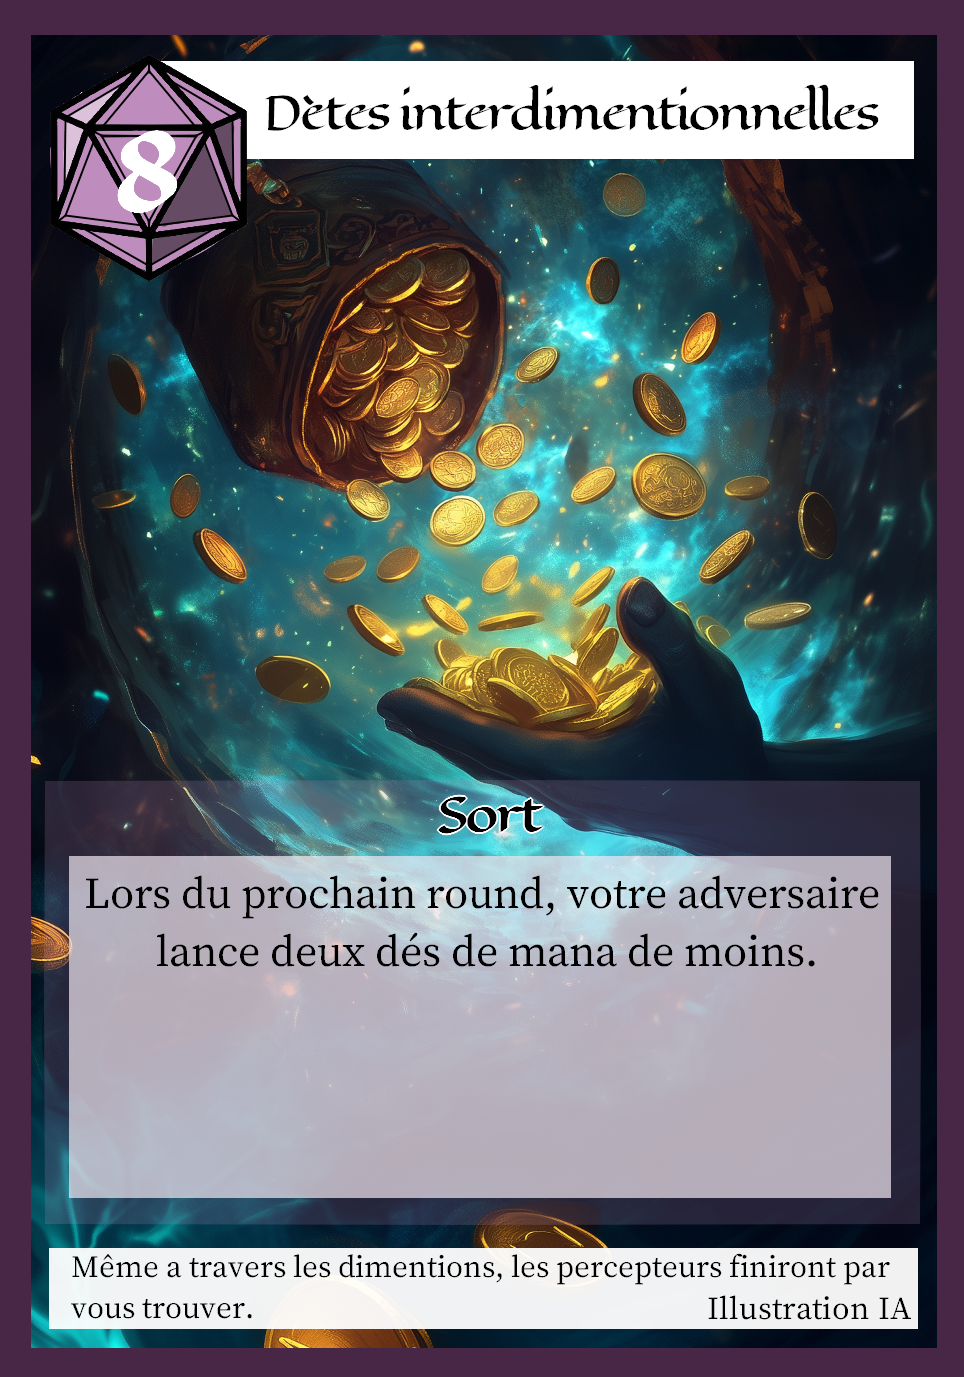 8
Dètes interdimentionnelles
Sort
Lors du prochain round, votre adversaire
lance deux dés de mana de moins.
Même a travers les dimentions, les percepteurs finiront par
vous trouver.
Illustration IA